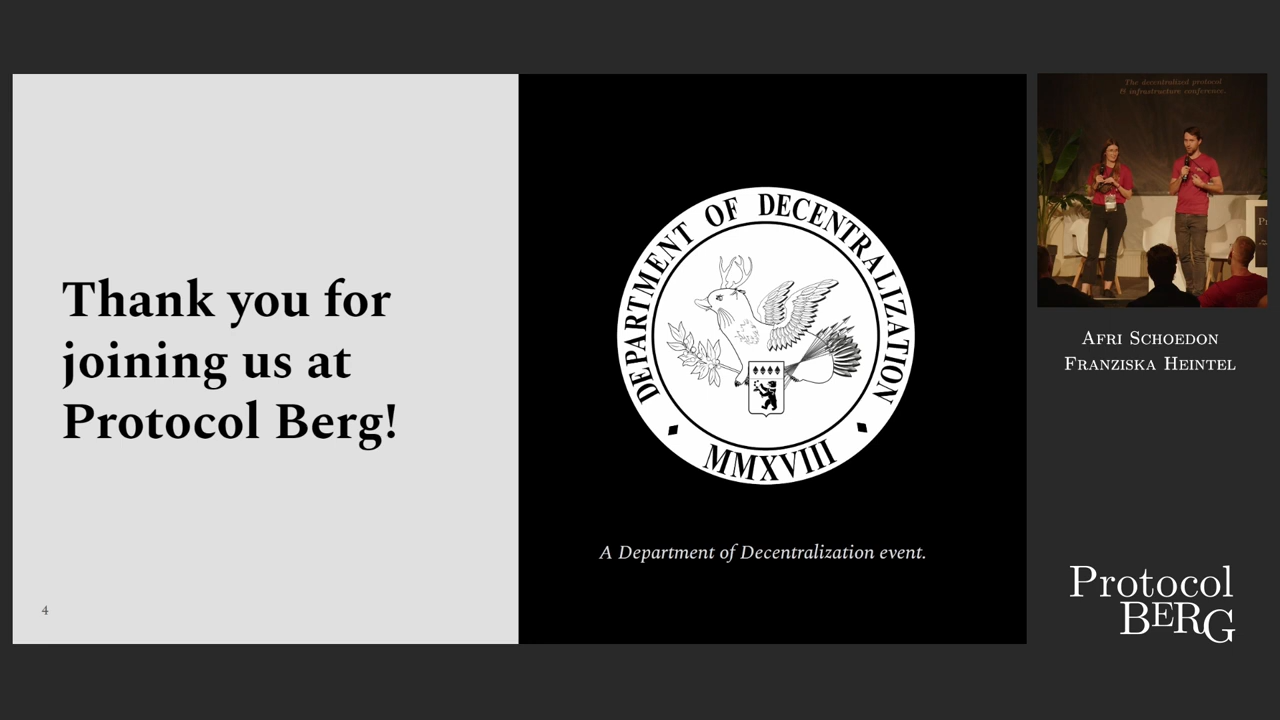 Thank you for
joining us at
Protocol Berg!
4
DEPARTMENT OF DECENTRALIZATION
MMXVIII
A Department of Decentralization event.
The decentralized protocol
& infrastructure conference.
AFRI SCHOEDON
FRANZISKA HEINTEL
Protocol
BERG